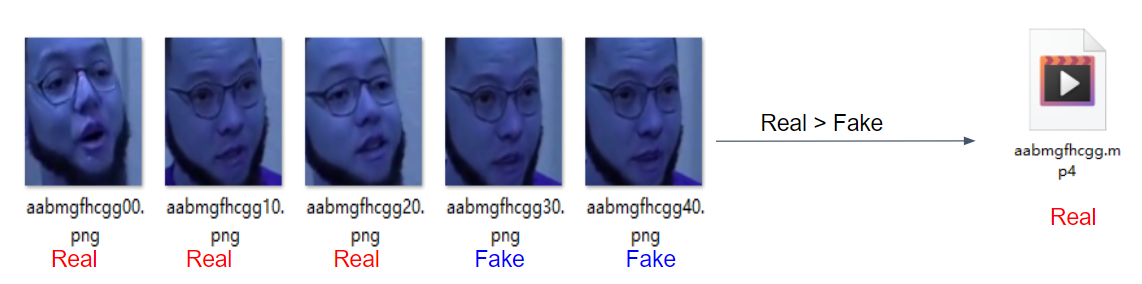 aabmgfhcgg00.
png
Real
aabmgfhcgg10.
png
Real
aabmgfhcgg20.
png
Real
aabmgfhcgg30.
png
Fake
aabmgfhcgg40.
png
Fake
Real > Fake
aabmgfhcgg.m
p4
Real